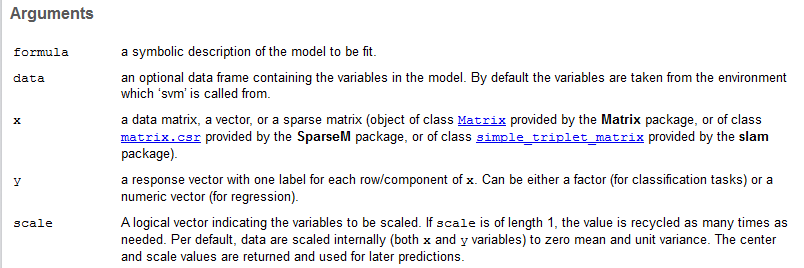 Arguments
formula a symbolic description of the model to be fit.
data an optional data frame containing the variables in the model. By default the variables are taken from the environment
which ‘svm’ is called from.
x a data matrix, a vector, or a sparse matrix (object of class Matrix provided by the Matrix package, or of class
matrix.csr provided by the SparseM package, or of class simple_triplet_matrix provided by the slam
package).
y a response vector with one label for each row/component of x. Can be either a factor (for classification tasks) or a
numeric vector (for regression).
scale A logical vector indicating the variables to be scaled. If scale is of length 1, the value is recycled as many times as
needed. Per default, data are scaled internally (both x and y variables) to zero mean and unit variance. The center
and scale values are returned and used for later predictions.